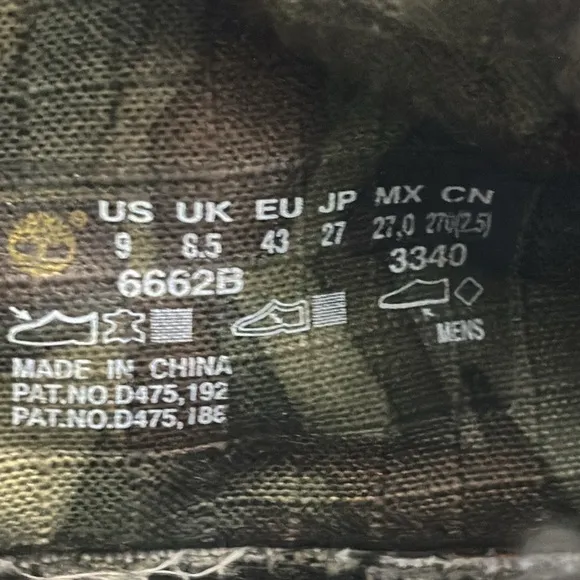 US UK EU JP MX CN
9 8.5 43 27 27.0 270(2.5)
6662B 3340
MENS
MADE IN CHINA
PAT.NO.D475,192
PAT.NO.D475,186